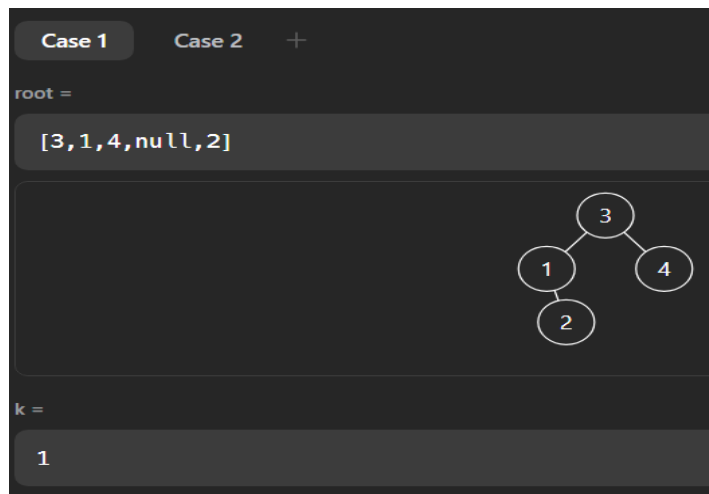 Case 1 Case 2 +
root =
[3,1,4,null,2]
3
1 4
2
k =
1